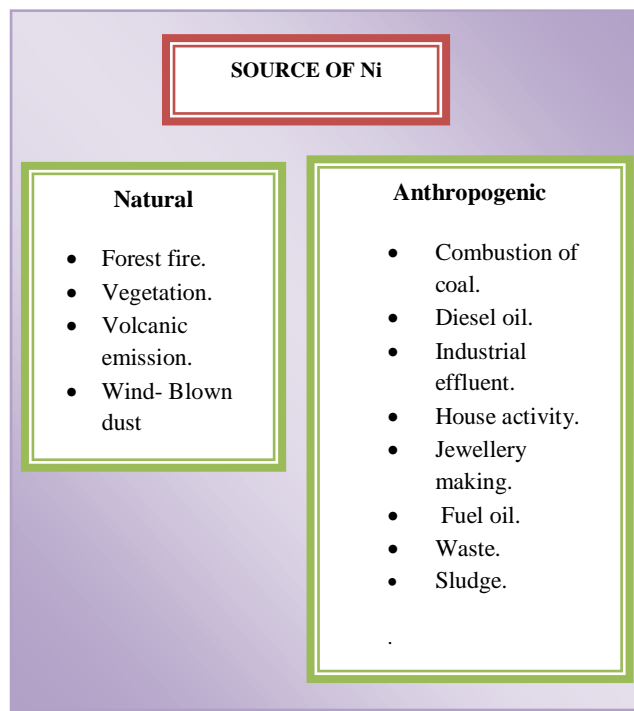 SOURCE OF Ni
Natural
• Forest fire.
• Vegetation.
• Volcanic
emission.
• Wind- Blown
dust
Anthropogenic
• Combustion of
coal.
• Diesel oil.
• Industrial
effluent.
• House activity.
• Jewellery
making.
• Fuel oil.
• Waste.
• Sludge.
.